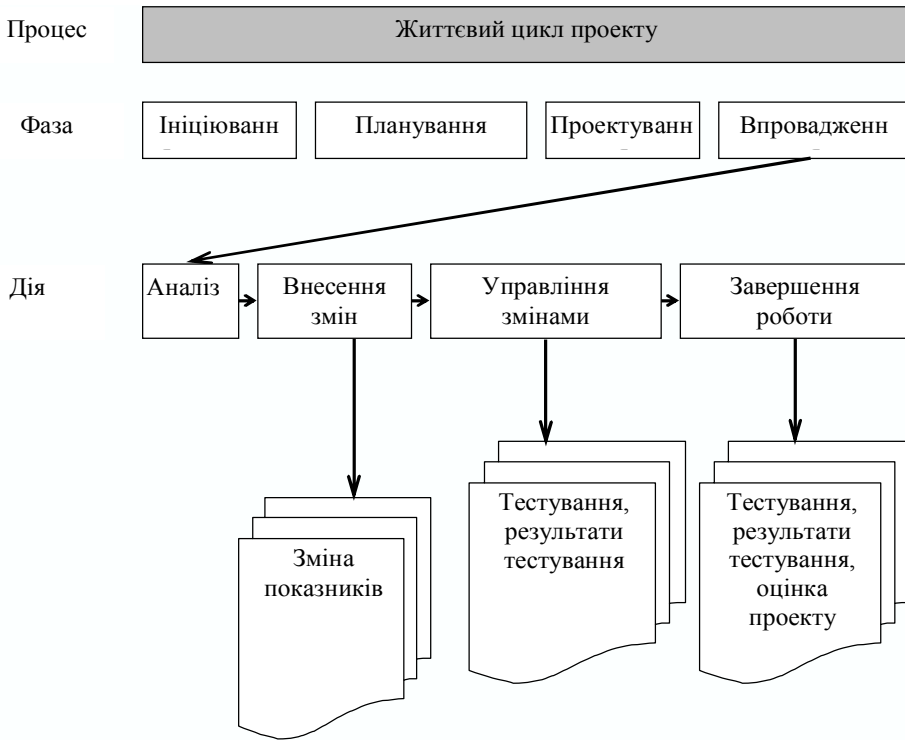 Процес
Життєвий цикл проекту
Фаза
Ініціюванн
Планування
Проектуванн
Впровадженн
Дія
Аналіз
Внесення
змін
Управління
змінами
Завершення
роботи
Зміна
показників
Тестування,
результати
тестування
Тестування,
результати
тестування,
оцінка
проекту